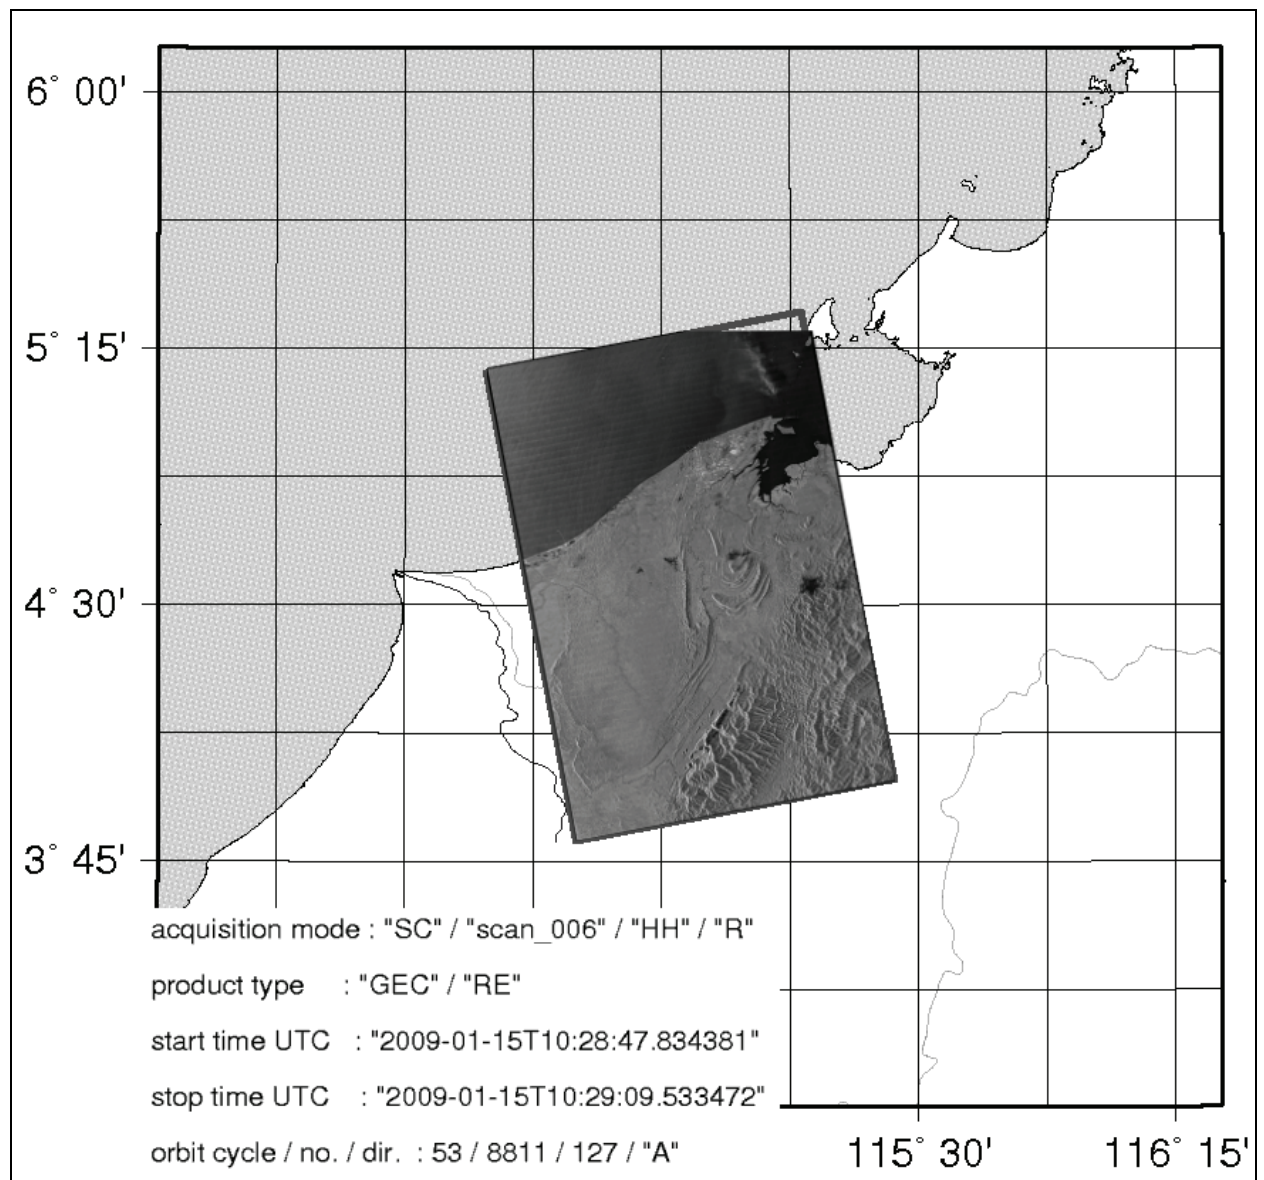 6° 00'
5° 15'
4° 30'
3° 45'
acquisition mode : "SC" / "scan_006" / "HH" / "R"
product type : "GEC" / "RE"
start time UTC : "2009-01-15T10:28:47.834381"
stop time UTC : "2009-01-15T10:29:09.533472"
orbit cycle / no. / dir. : 53 / 8811 / 127 / "A"
115° 30' 116° 15'